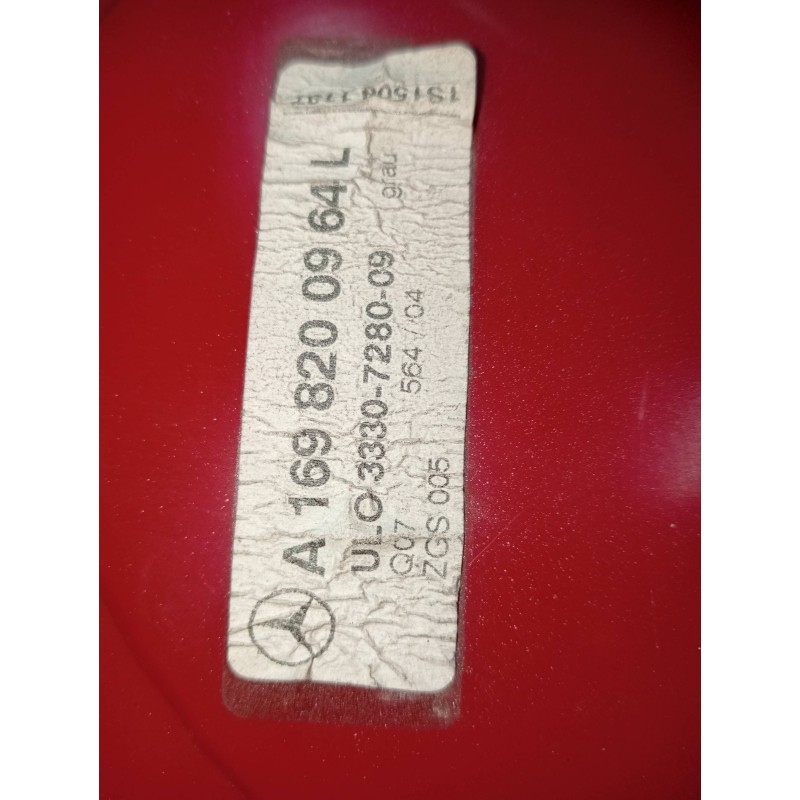 A 169 820 09 64 L
ULO 3330-7280-09 grau
Q07 564 /04
ZGS 005